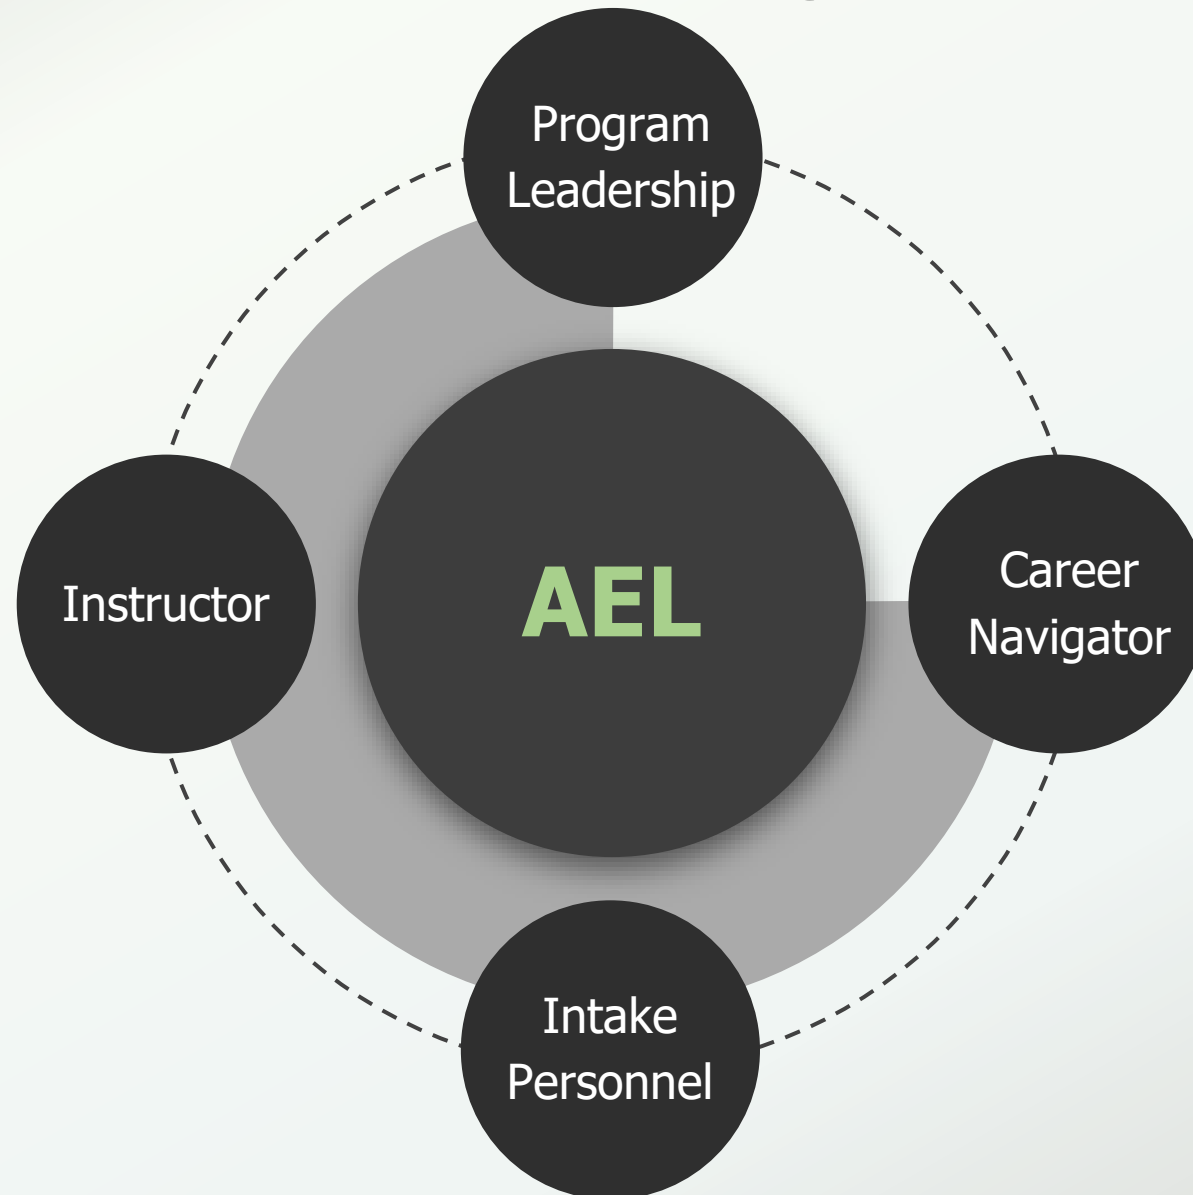 Program
Leadership
Instructor
AEL
Career
Navigator
Intake
Personnel